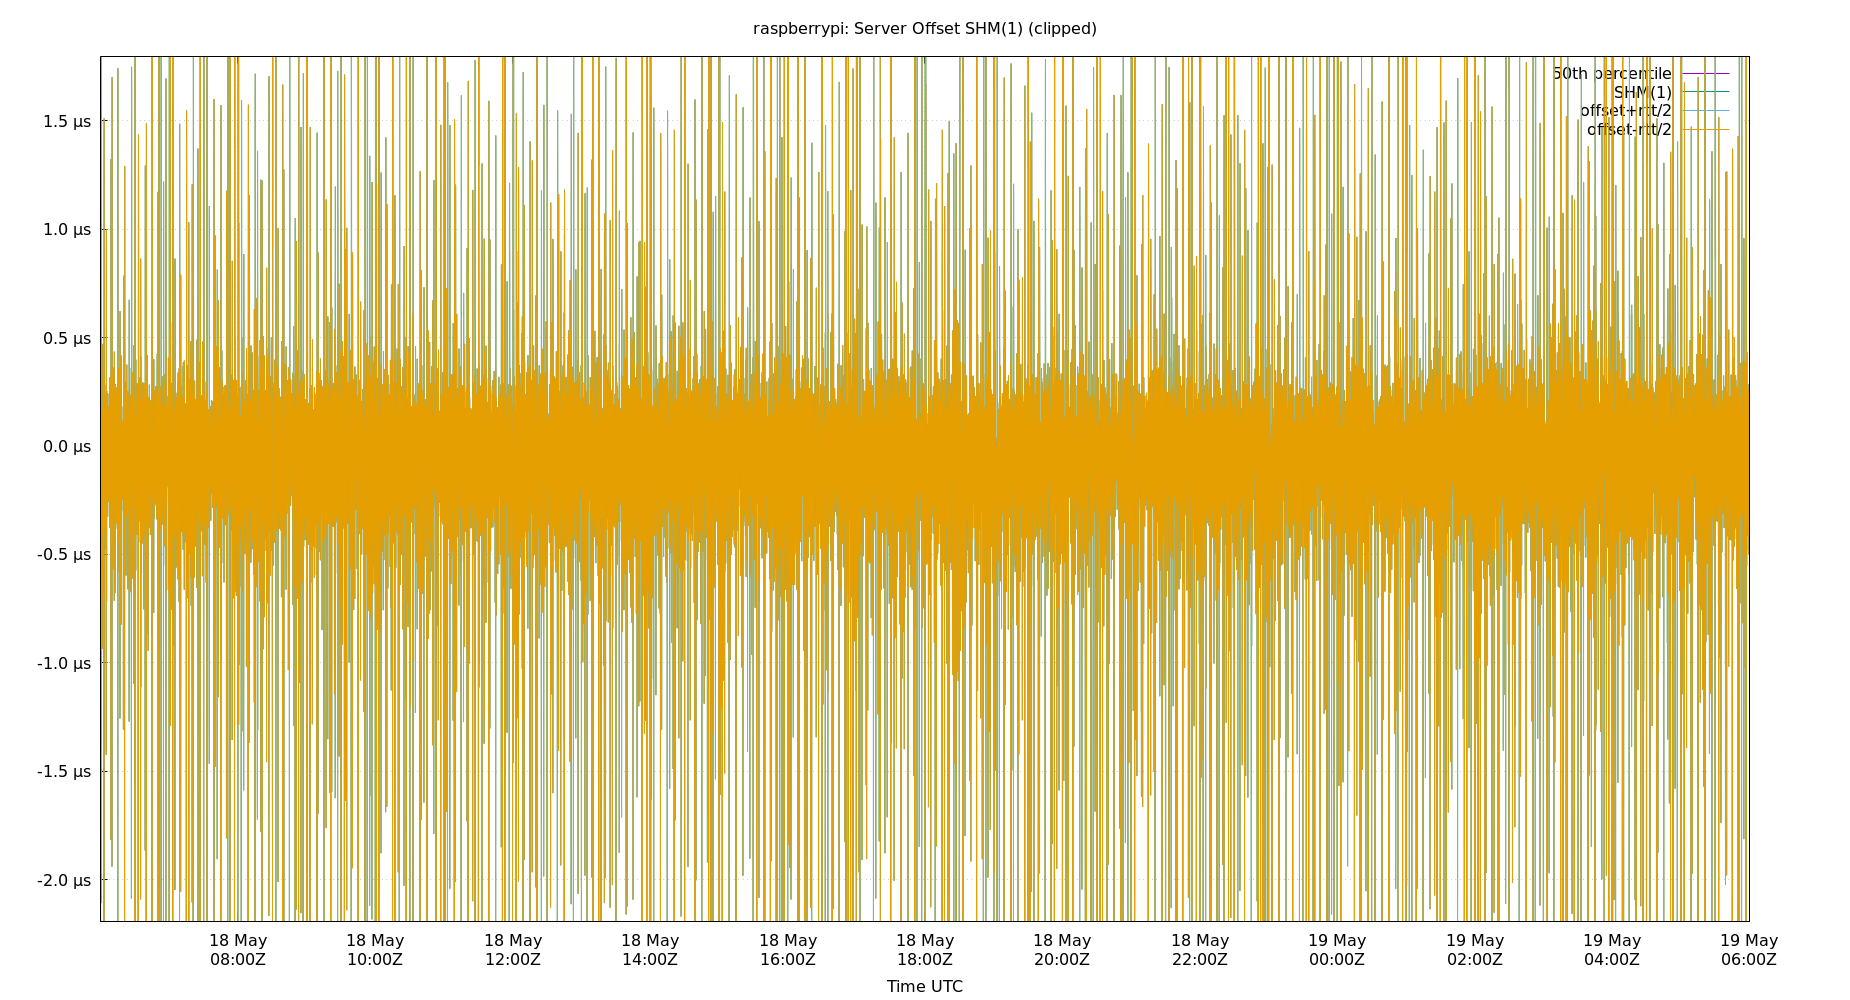 raspberrypi: Server Offset SHM(1) (clipped)
50th percentile
SHM(1)
offset+rtt/2
offset-rtt/2
1.5 µs
1.0 µs
0.5 µs
0.0 µs
-0.5 µs
-1.0 µs
-1.5 µs
-2.0 µs
18 May 18 May 18 May 18 May 18 May 18 May 18 May 18 May 19 May 19 May 19 May 19 May
08:00Z 10:00Z 12:00Z 14:00Z 16:00Z 18:00Z 20:00Z 22:00Z 00:00Z 02:00Z 04:00Z 06:00Z
Time UTC